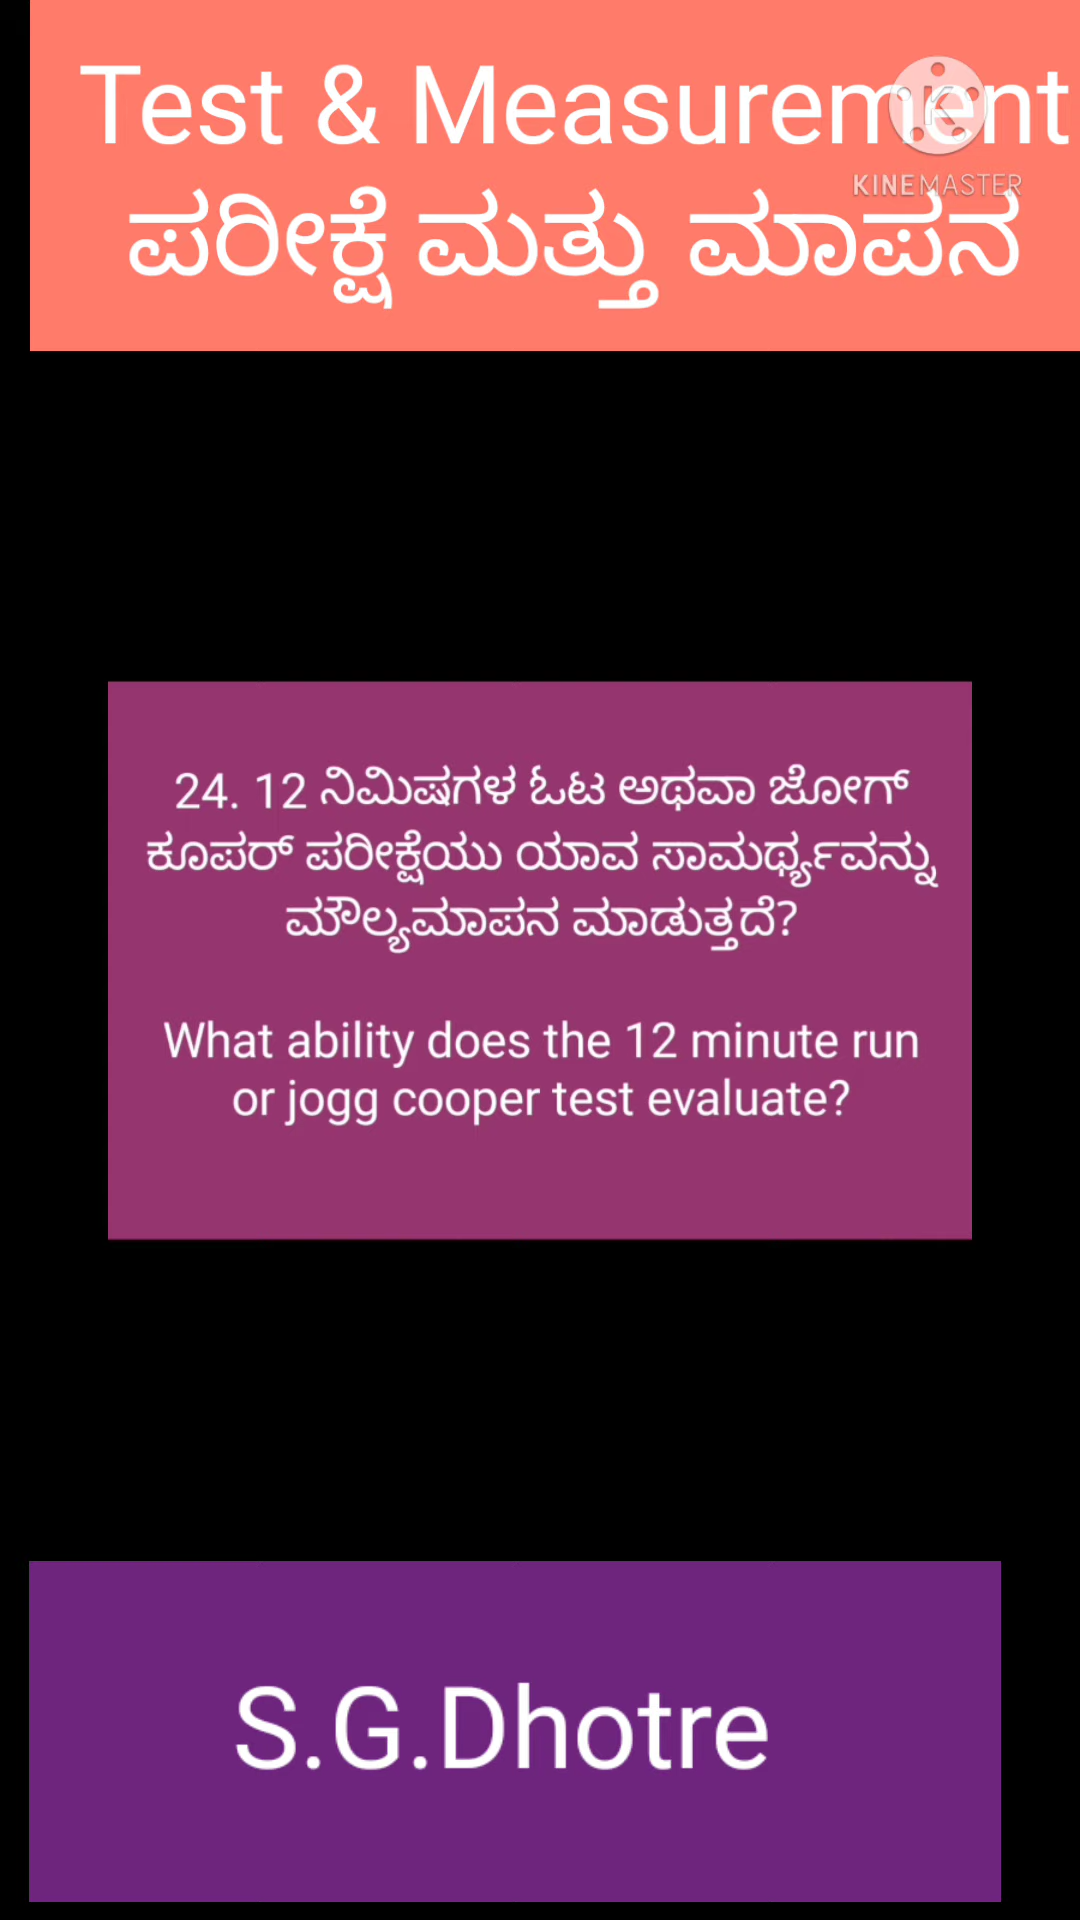 Test & Measurement
KINEMASTER
ಪರೀಕ್ಷೆ ಮತ್ತು ಮಾಪನ
24. 12 ನಿಮಿಷಗಳ ಓಟ ಅಥವಾ ಜೋಗ್
ಕೂಪರ್ ಪರೀಕ್ಷೆಯು ಯಾವ ಸಾಮರ್ಥ್ಯವನ್ನು
ಮೌಲ್ಯಮಾಪನ ಮಾಡುತ್ತದೆ?
What ability does the 12 minute run
or jogg cooper test evaluate?
S.G.Dhotre